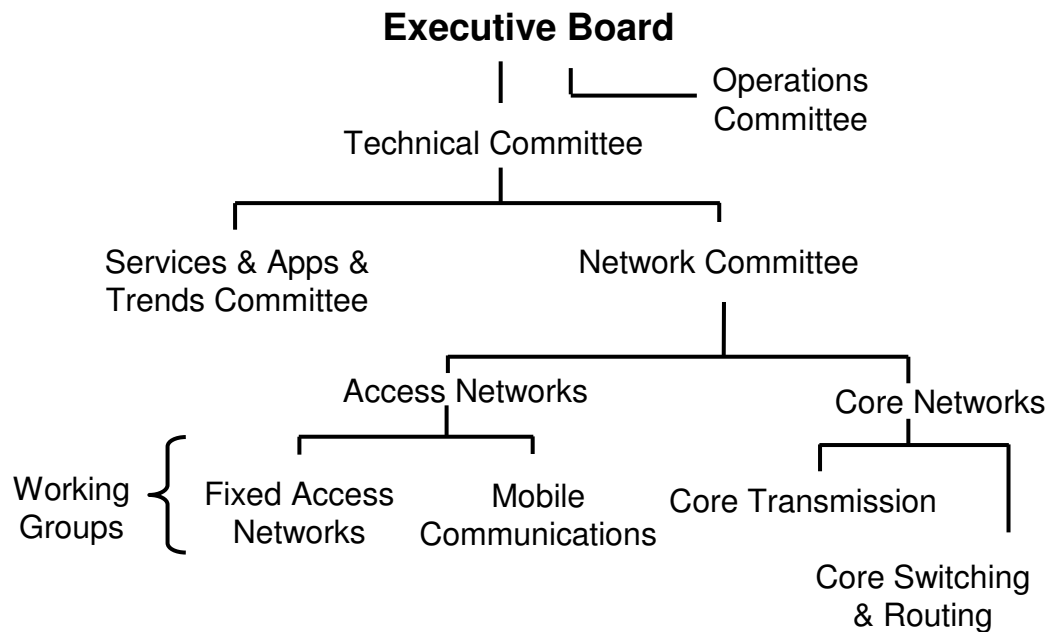 Executive Board
Operations
Committee
Technical Committee
Services & Apps &
Trends Committee
Network Committee
Access Networks
Core Networks
Working
Groups
Fixed Access
Networks
Mobile
Communications
Core Transmission
Core Switching
& Routing